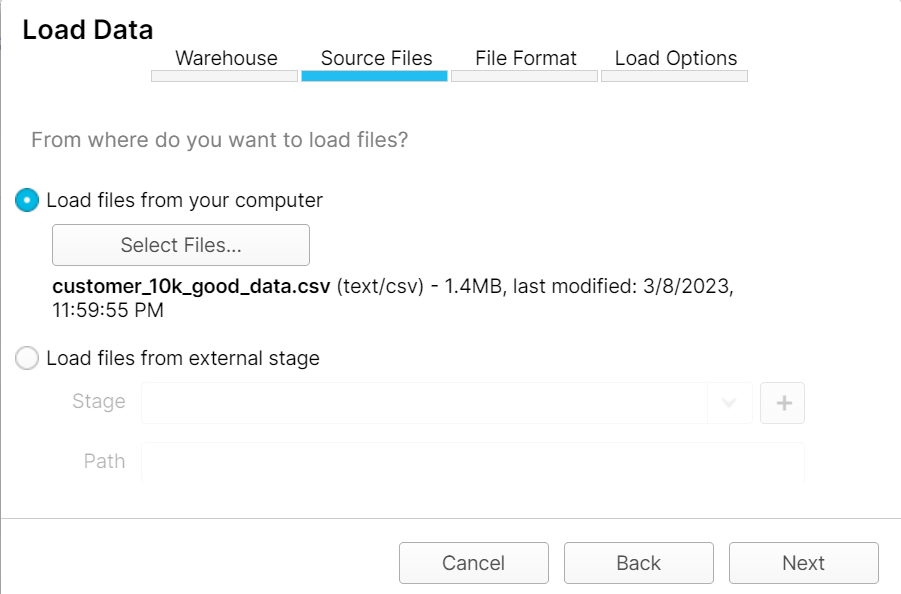 Load Data
Warehouse Source Files File Format Load Options
From where do you want to load files?
Load files from your computer
Select Files...
customer_10k_good_data.csv (text/csv) - 1.4MB, last modified: 3/8/2023,
11:59:55 PM
Load files from external stage
Stage
Path
Cancel Back Next